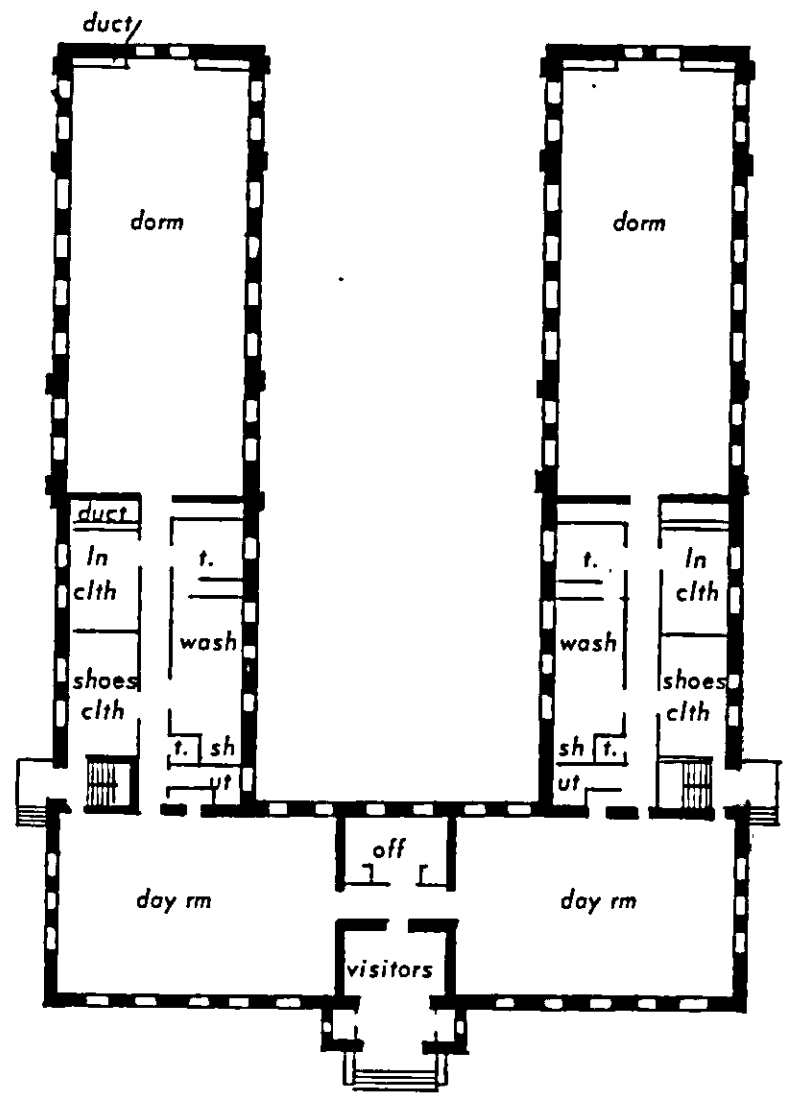 duct
dorm
dorm
duct
ln
clth
t.
t.
ln
clth
wash
wash
shoes
clth
shoes
clth
t.
sh
sh
t.
ut
ut
off
day rm
day rm
visitors